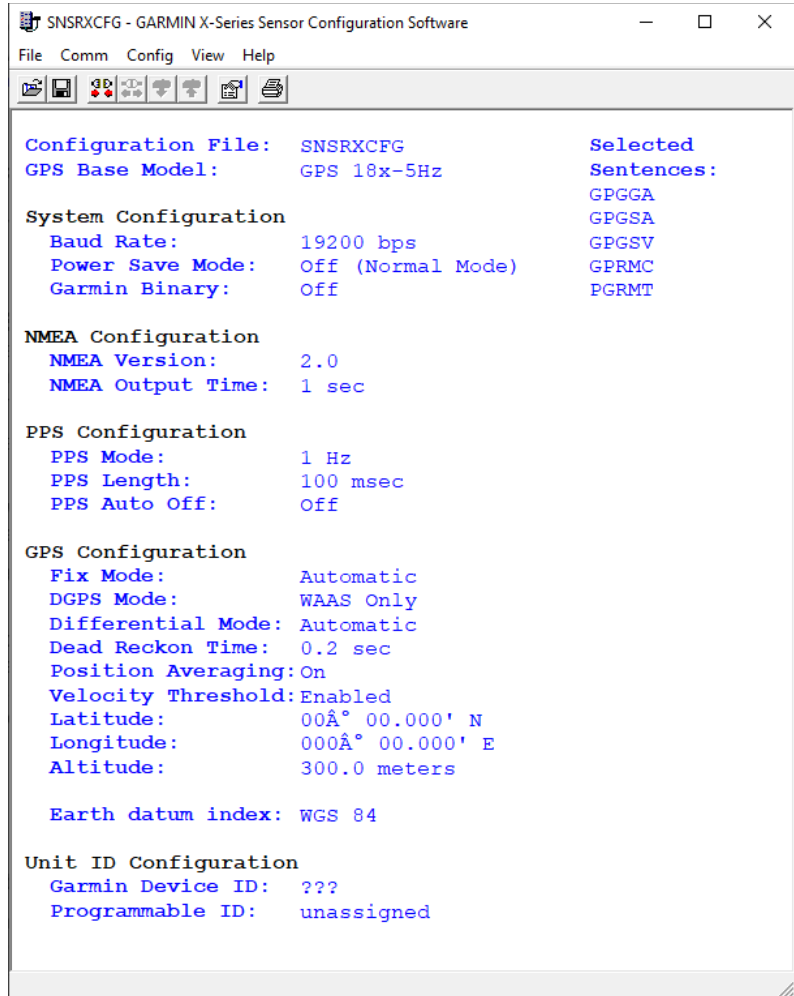 SNSRXCFG - GARMIN X-Series Sensor Configuration Software
File Comm Config View Help
Configuration File: SNSRXCFG
GPS Base Model: GPS 18x-5Hz
System Configuration
Baud Rate: 19200 bps
Power Save Mode: Off (Normal Mode)
Garmin Binary: Off
NMEA Configuration
NMEA Version: 2.0
NMEA Output Time: 1 sec
PPS Configuration
PPS Mode: 1 Hz
PPS Length: 100 msec
PPS Auto Off: Off
GPS Configuration
Fix Mode: Automatic
DGPS Mode: WAAS Only
Differential Mode: Automatic
Dead Reckon Time: 0.2 sec
Position Averaging: On
Velocity Threshold: Enabled
Latitude: 00Â° 00.000' N
Longitude: 000Â° 00.000' E
Altitude: 300.0 meters
Earth datum index: WGS 84
Unit ID Configuration
Garmin Device ID: ???
Programmable ID: unassigned
Selected
Sentences:
GPGGA
GPGSA
GPGSV
GPRMC
PGRMT